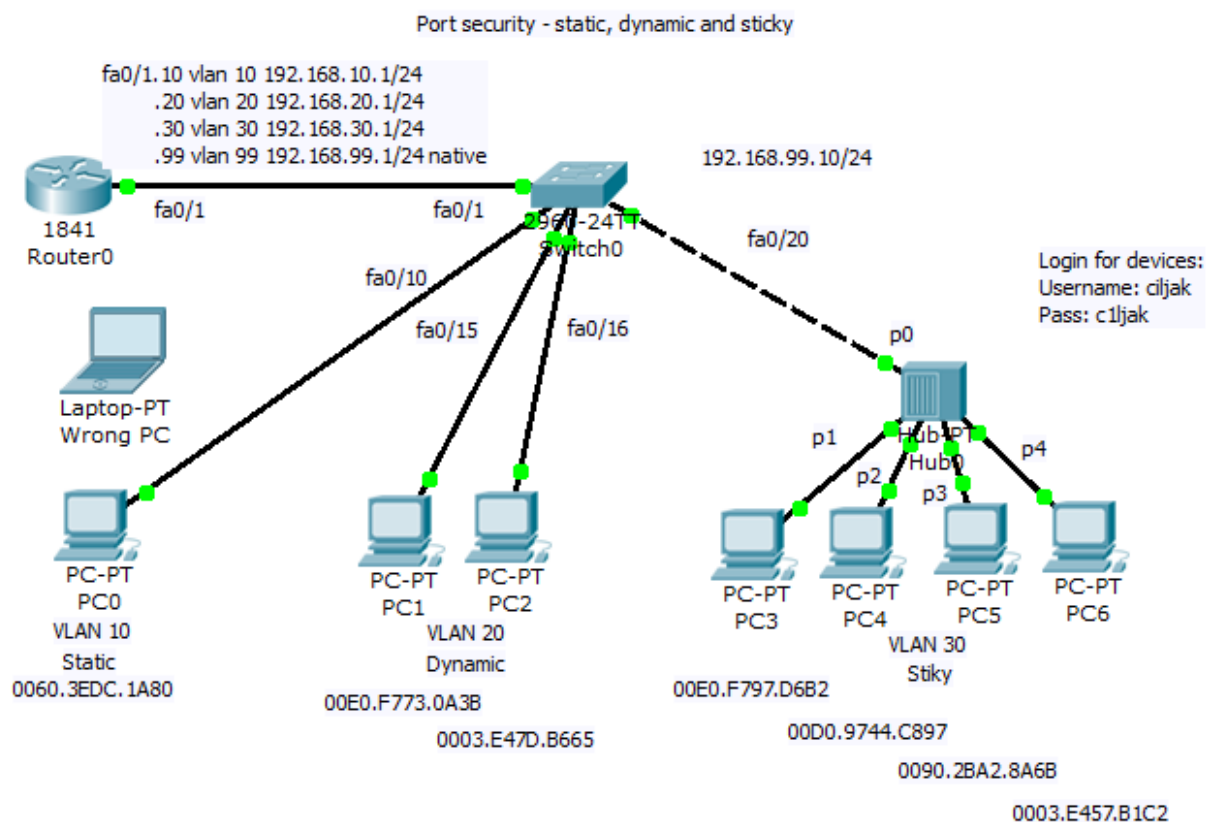 Port security - static, dynamic and sticky
fa0/1.10 vlan 10 192.168.10.1/24
.20 vlan 20 192.168.20.1/24
.30 vlan 30 192.168.30.1/24
.99 vlan 99 192.168.99.1/24 native
192.168.99.10/24
fa0/1
fa0/1
1841
Router0
2960-24TT
Switch0
fa0/20
Login for devices:
Username: ciljak
Pass: c1ljak
fa0/10
fa0/15
fa0/16
p0
Laptop-PT
Wrong PC
Hub-PT
Hub0
p1
p2
p3
p4
PC-PT
PC0
PC-PT
PC1
PC-PT
PC2
PC-PT
PC3
PC-PT
PC4
PC-PT
PC5
PC-PT
PC6
VLAN 10
Static
0060.3EDC.1A80
VLAN 20
Dynamic
00E0.F773.0A3B
0003.E47D.B665
VLAN 30
Stiky
00E0.F797.D6B2
00D0.9744.C897
0090.2BA2.8A6B
0003.E457.B1C2